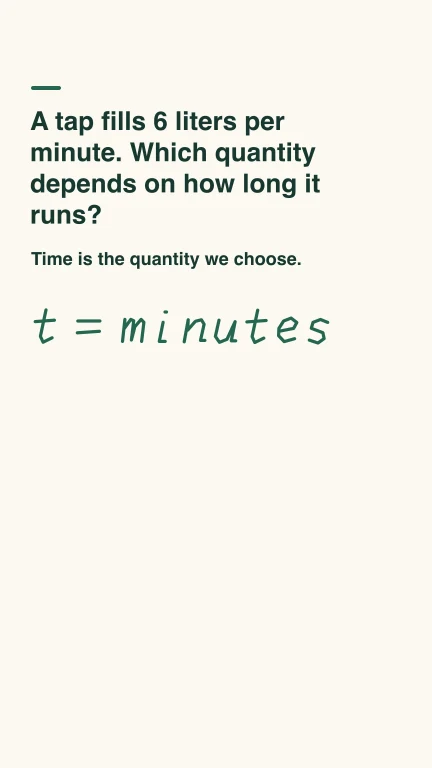 A tap fills 6 liters per
minute. Which quantity
depends on how long it
runs?
Time is the quantity we choose.
t = minutes